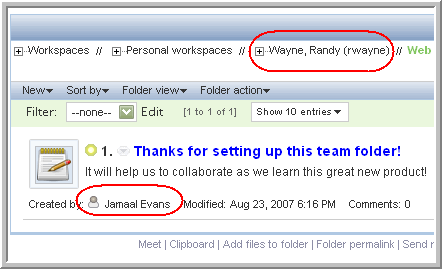 Workspaces // Personal workspaces // Wayne, Randy (rwayne) // Web
New Sort by Folder view Folder action
Filter: --none-- Edit [1 to 1 of 1] Show 10 entries
1. Thanks for setting up this team folder!
It will help us to collaborate as we learn this great new product!
Created by: Jamaal Evans Modified: Aug 23, 2007 6:16 PM Comments: 0
Meet | Clipboard | Add files to folder | Folder permalink | Send r